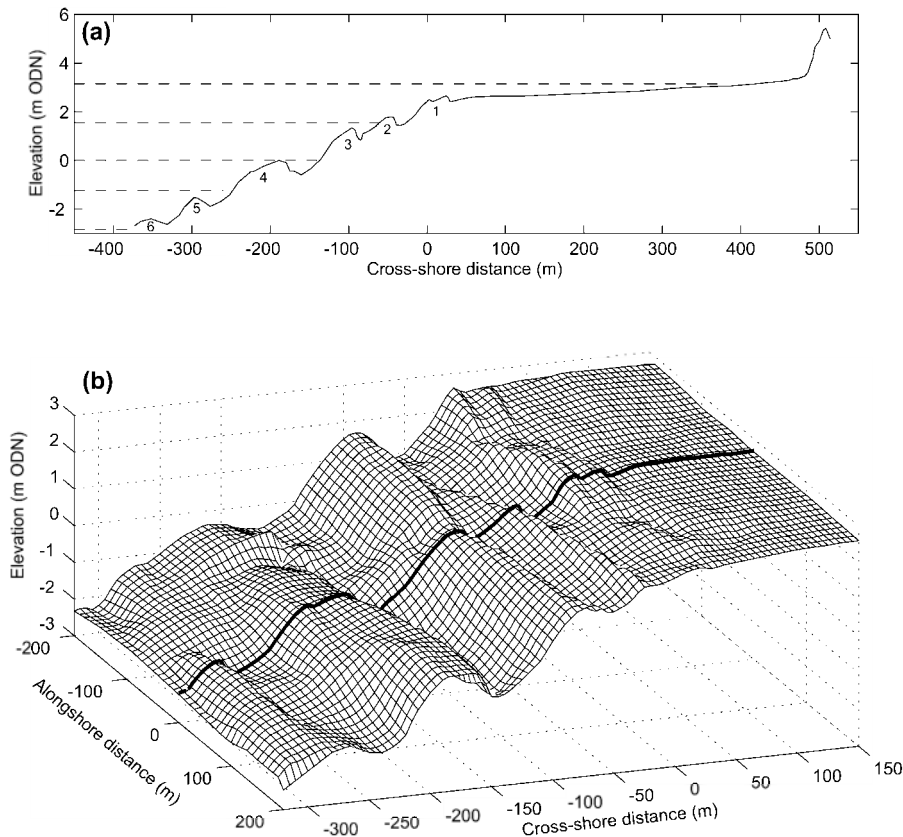 (a)
Elevation (m ODN)
6
4
2
0
-2
1
2
3
4
5
6
-400 -300 -200 -100 0 100 200 300 400 500
Cross-shore distance (m)
(b)
Elevation (m ODN)
3
2
1
0
-1
-2
-3
-200
-100
0
100
200
Alongshore distance (m)
-300 -250 -200 -150 -100 -50 0 50 100 150
Cross-shore distance (m)